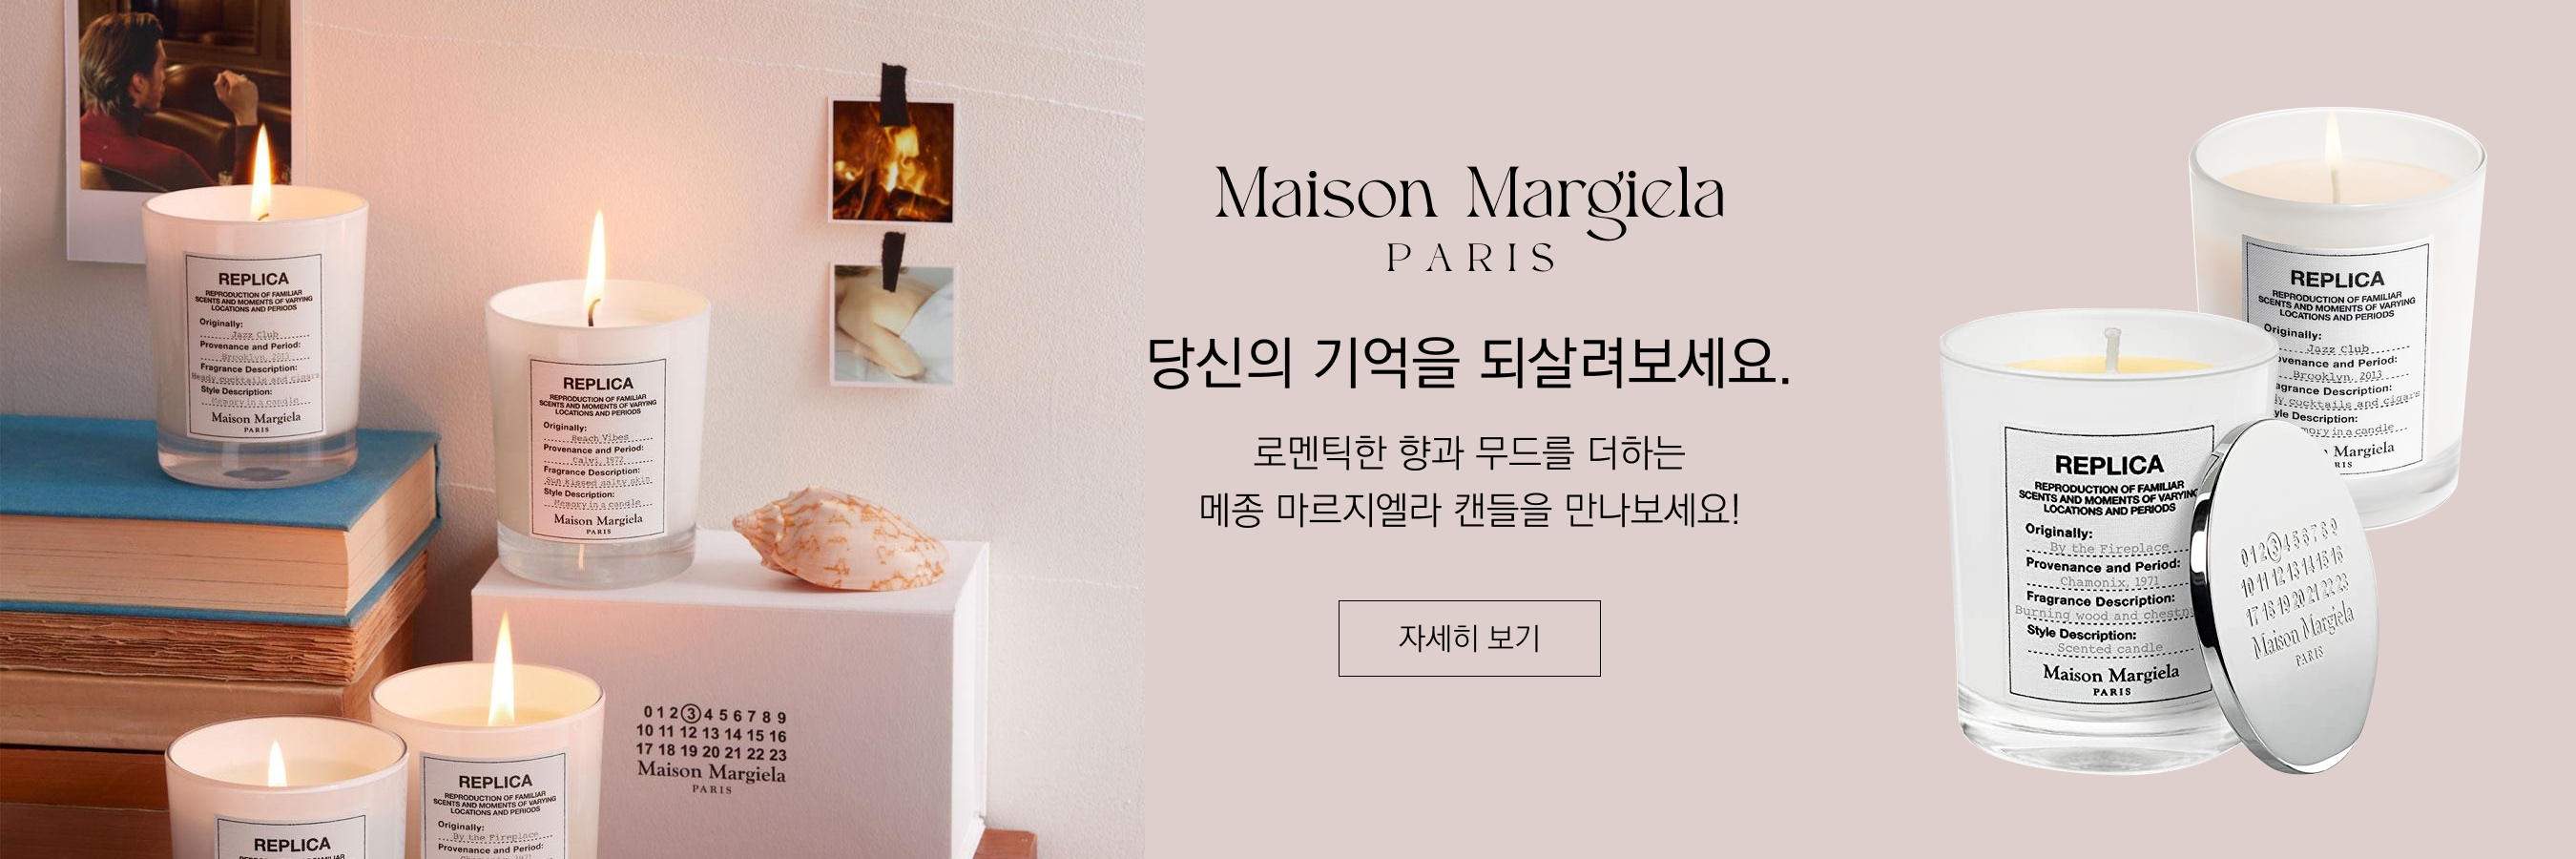 REPLICA
REPRODUCTION OF FAMILIAR
SCENTS AND MOMENTS OF VARYING
LOCATIONS AND PERIODS
Originally:
Jazz Club
Provenance and Period:
Brooklyn, 2013
Fragrance Description:
Heady cocktails and cigars
Style Description:
Memory in a candle
Maison Margiela
PARIS
REPLICA
REPRODUCTION OF FAMILIAR
SCENTS AND MOMENTS OF VARYING
LOCATIONS AND PERIODS
Originally:
Beach Vibes
Provenance and Period:
Calvi, 1972
Fragrance Description:
Sun kissed salty skin
Style Description:
Memory in a candle
Maison Margiela
PARIS
REPLICA
REPLICA
REPRODUCTION OF FAMILIAR
SCENTS AND MOMENTS OF VARYING
LOCATIONS AND PERIODS
Originally:
By the Fireplace
Provenance and Period:
0 1 2 3 4 5 6 7 8 9
10 11 12 13 14 15 16
17 18 19 20 21 22 23
Maison Margiela
PARIS
Maison Margiela
PARIS
당신의 기억을 되살려보세요.
로멘틱한 향과 무드를 더하는
메종 마르지엘라 캔들을 만나보세요!
자세히 보기
REPLICA
REPRODUCTION OF FAMILIAR
SCENTS AND MOMENTS OF VARYING
LOCATIONS AND PERIODS
Originally:
Jazz Club
and Period:
Brooklyn, 2013
Description:
cocktails and cigars
Description:
in a candle
Margiela
REPLICA
REPRODUCTION OF FAMILIAR
SCENTS AND MOMENTS OF VARYING
LOCATIONS AND PERIODS
Originally:
By the Fireplace
Provenance and Period:
Chamonix, 1971
Fragrance Description:
Burning wood and
Style Description:
Scented candle
Maison Margiela
PARIS
0 1 2 3 4 5 6 7 8 9
10 11 12 13 14 15 16
17 18 19 20 21 22 23
Maison Margiela
PARIS